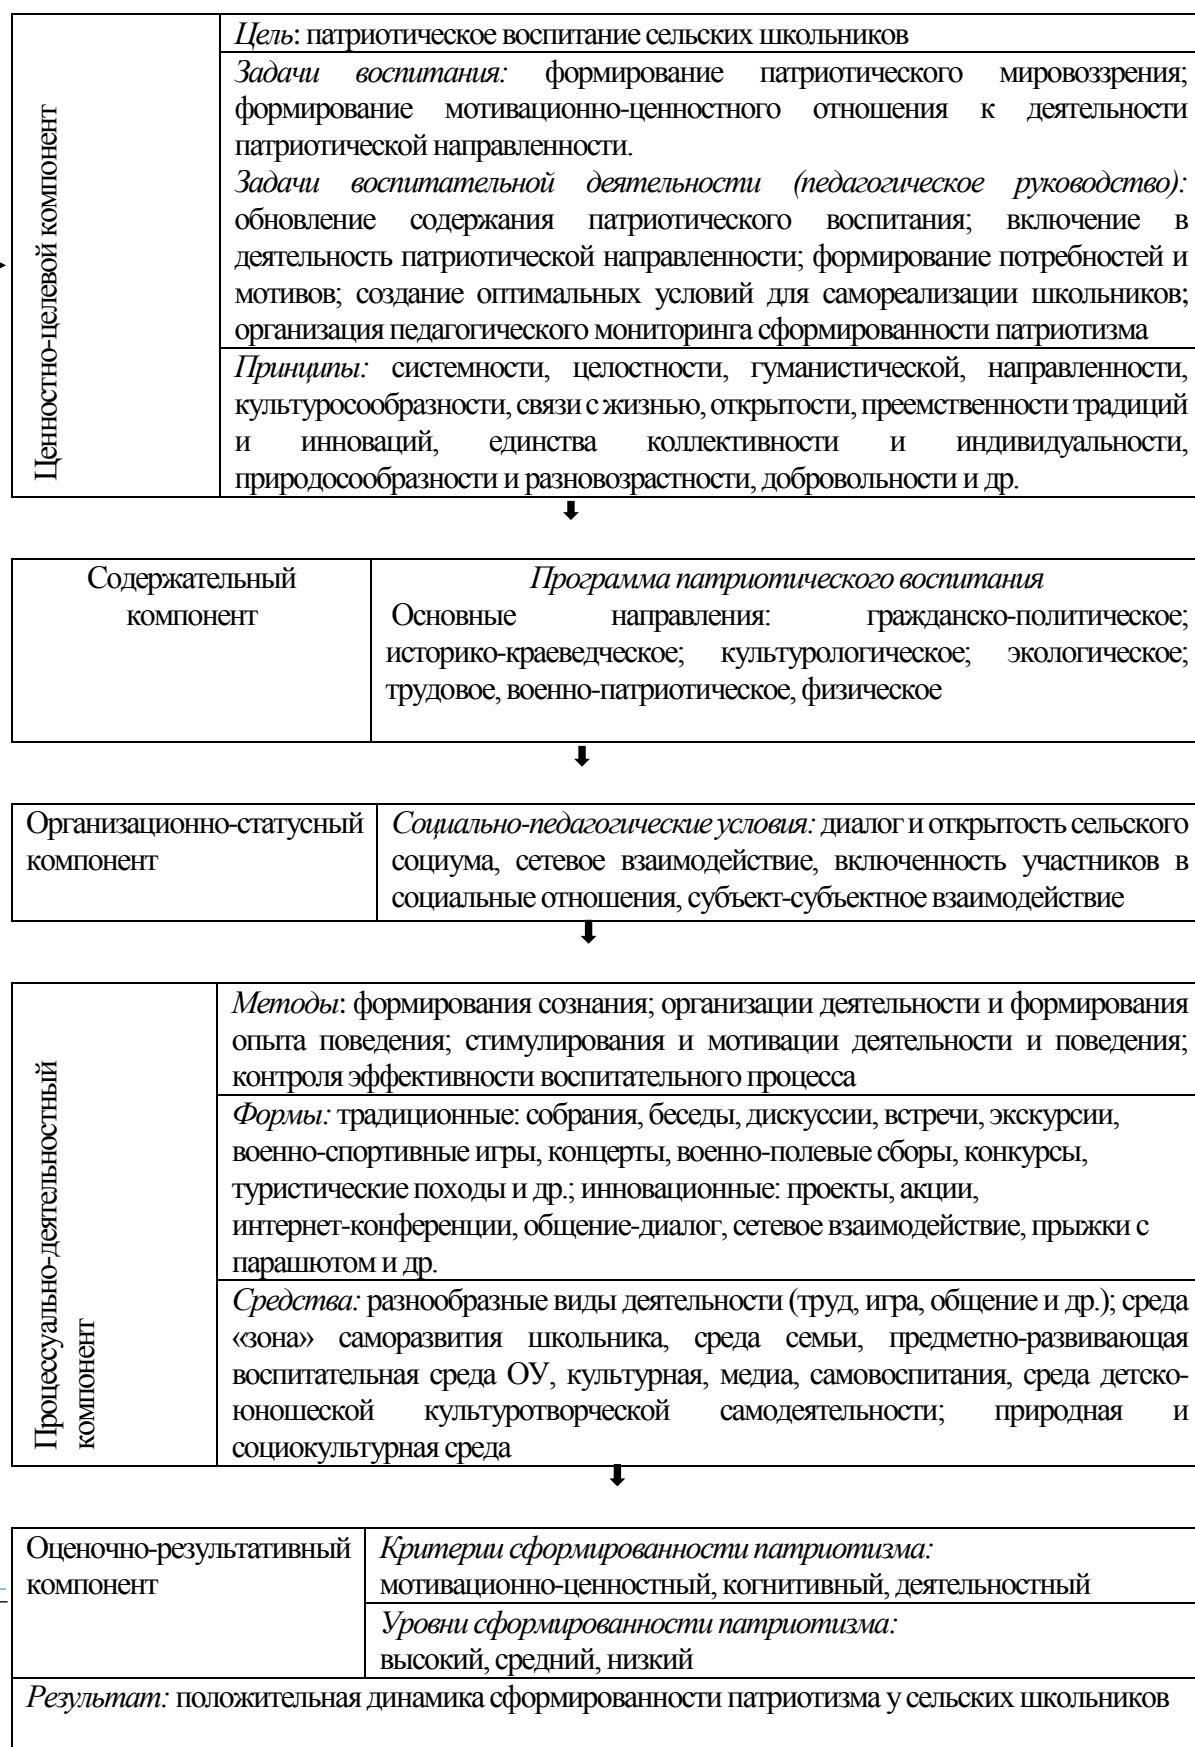 Ценностно-целевой компонент
Цель: патриотическое воспитание сельских школьников
Задачи воспитания: формирование патриотического мировоззрения;
формирование мотивационно-ценностного отношения к деятельности
патриотической направленности.
Задачи воспитательной деятельности (педагогическое руководство):
обновление содержания патриотического воспитания; включение в
деятельность патриотической направленности; формирование потребностей и
мотивов; создание оптимальных условий для самореализации школьников;
организация педагогического мониторинга сформированности патриотизма
Принципы: системности, целостности, гуманистической, направленности,
культуросообразности, связи с жизнью, открытости, преемственности традиций
и инноваций, единства коллективности и индивидуальности,
природосообразности и разновозрастности, добровольности и др.
Содержательный
компонент
Программа патриотического воспитания
Основные направления: гражданско-политическое;
историко-краеведческое; культурологическое; экологическое;
трудовое, военно-патриотическое, физическое
Организационно-статусный
компонент
Социально-педагогические условия: диалог и открытость сельского
социума, сетевое взаимодействие, включенность участников в
социальные отношения, субъект-субъектное взаимодействие
Процессуально-деятельностный
компонент
Методы: формирования сознания; организации деятельности и формирования
опыта поведения; стимулирования и мотивации деятельности и поведения;
контроля эффективности воспитательного процесса
Формы: традиционные: собрания, беседы, дискуссии, встречи, экскурсии,
военно-спортивные игры, концерты, военно-полевые сборы, конкурсы,
туристические походы и др.; инновационные: проекты, акции,
интернет-конференции, общение-диалог, сетевое взаимодействие, прыжки с
парашютом и др.
Средства: разнообразные виды деятельности (труд, игра, общение и др.); среда
«зона» саморазвития школьника, среда семьи, предметно-развивающая
воспитательная среда ОУ, культурная, медиа, самовоспитания, среда детско-
юношеской культуротворческой самодеятельности; природная и
социокультурная среда
Оценочно-результативный
компонент
Критерии сформированности патриотизма:
мотивационно-ценностный, когнитивный, деятельностный
Уровни сформированности патриотизма:
высокий, средний, низкий
Результат: положительная динамика сформированности патриотизма у сельских школьников